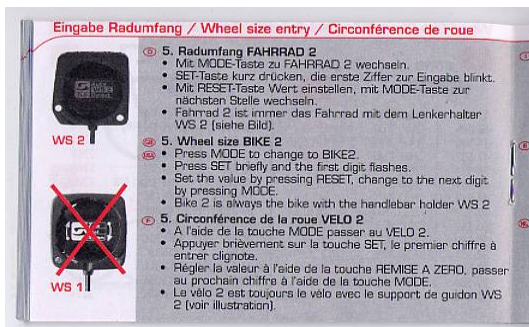 Eingabe Radumfang / Wheel size entry / Circonférence de roue
D 5. Radumfang FAHRRAD 2
• Mit MODE-Taste zu FAHRRAD 2 wechseln.
• SET-Taste kurz drücken, die erste Ziffer zur Eingabe blinkt.
• Mit RESET-Taste Wert einstellen, mit MODE-Taste zur
nächsten Stelle wechseln.
• Fahrrad 2 ist immer das Fahrrad mit dem Lenkerhalter
WS 2 (siehe Bild).
WS 2
GB 5. Wheel size BIKE 2
USA • Press MODE to change to BIKE2.
• Press SET briefly and the first digit flashes.
• Set the value by pressing RESET, change to the next digit
by pressing MODE.
• Bike 2 is always the bike with the handlebar holder WS 2
F 5. Circonférence de la roue VELO 2
• A l'aide de la touche MODE passer au VELO 2.
• Appuyer brièvement sur la touche SET, le premier chiffre à
entrer clignote.
• Régler la valeur à l'aide de la touche REMISE A ZERO, passer
au prochain chiffre à l'aide de la touche MODE.
• Le vélo 2 est toujours le vélo avec le support de guidon WS
2 (voir illustration).
WS 1